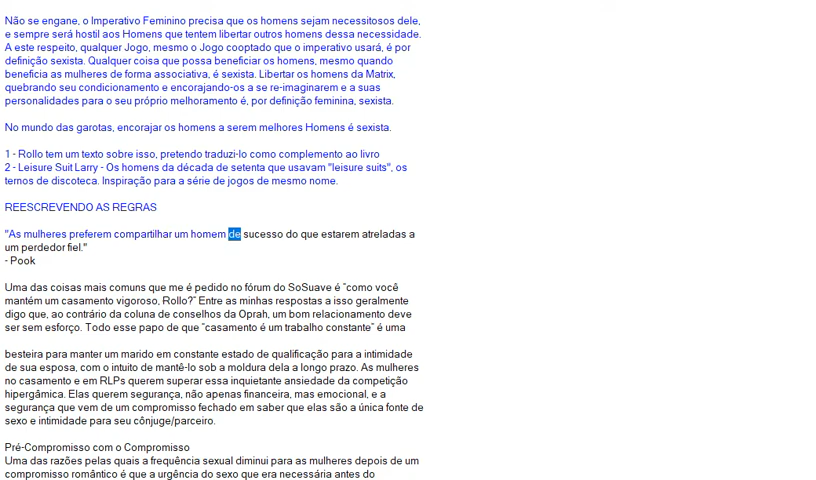 Não se engane, o Imperativo Feminino precisa que os homens sejam necessitosos dele,
e sempre será hostil aos Homens que tentem libertar outros homens dessa necessidade.
A este respeito, qualquer Jogo, mesmo o Jogo cooptado que o imperativo usará, é por
definição sexista. Qualquer coisa que possa beneficiar os homens, mesmo quando
beneficia as mulheres de forma associativa, é sexista. Libertar os homens da Matrix,
quebrando seu condicionamento e encorajando-os a se re-imaginarem e a suas
personalidades para o seu próprio melhoramento é, por definição feminina, sexista.
No mundo das garotas, encorajar os homens a serem melhores Homens é sexista.
1 - Rollo tem um texto sobre isso, pretendo traduzi-lo como complemento ao livro
2 - Leisure Suit Larry - Os homens da década de setenta que usavam "leisure suits", os
ternos de discoteca. Inspiração para a série de jogos de mesmo nome.
REESCREVENDO AS REGRAS
"As mulheres preferem compartilhar um homem de sucesso do que estarem atreladas a
um perdedor fiel."
- Pook
Uma das coisas mais comuns que me é pedido no fórum do SoSuave é “como você
mantém um casamento vigoroso, Rollo?” Entre as minhas respostas a isso geralmente
digo que, ao contrário da coluna de conselhos da Oprah, um bom relacionamento deve
ser sem esforço. Todo esse papo de que “casamento é um trabalho constante” é uma
besteira para manter um marido em constante estado de qualificação para a intimidade
de sua esposa, com o intuito de mantê-lo sob a moldura dela a longo prazo. As mulheres
no casamento e em RLPs querem superar essa inquietante ansiedade da competição
hipergâmica. Elas querem segurança, não apenas financeira, mas emocional, e a
segurança que vem de um compromisso fechado em saber que elas são a única fonte de
sexo e intimidade para seu cônjuge/parceiro.
Pré-Compromisso com o Compromisso
Uma das razões pelas quais a frequência sexual diminui para as mulheres depois de um
compromisso romântico é que a urgência do sexo que era necessária antes do